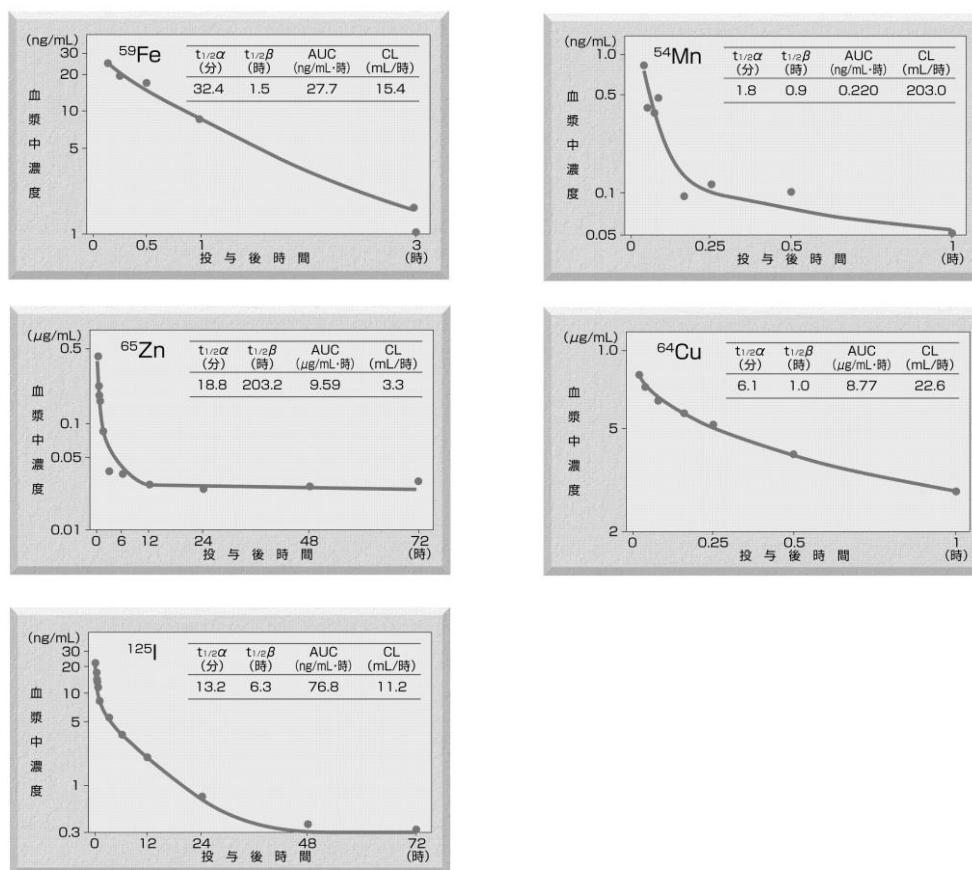 (ng/mL)
59Fe
t1/2α t1/2β AUC CL
(分) (時) (ng/mL·時) (mL/時)
32.4 1.5 27.7 15.4
30
20
10
5
1
血漿中濃度
0 0.5 1 3
投与後時間 (時)
(ng/mL)
54Mn
t1/2α t1/2β AUC CL
(分) (時) (ng/mL·時) (mL/時)
1.8 0.9 0.220 203.0
1.0
0.5
0.1
0.05
血漿中濃度
0 0.25 0.5 1
投与後時間 (時)
(μg/mL)
65Zn
t1/2α t1/2β AUC CL
(分) (時) (μg/mL·時) (mL/時)
18.8 203.2 9.59 3.3
0.5
0.1
0.05
0.01
血漿中濃度
0 6 12 24 48 72
投与後時間 (時)
(μg/mL)
64Cu
t1/2α t1/2β AUC CL
(分) (時) (μg/mL·時) (mL/時)
6.1 1.0 8.77 22.6
1.0
5
2
血漿中濃度
0 0.25 0.5 1
投与後時間 (時)
(ng/mL)
125I
t1/2α t1/2β AUC CL
(分) (時) (ng/mL·時) (mL/時)
13.2 6.3 76.8 11.2
30
20
10
5
1
0.3
血漿中濃度
0 12 24 48 72
投与後時間 (時)